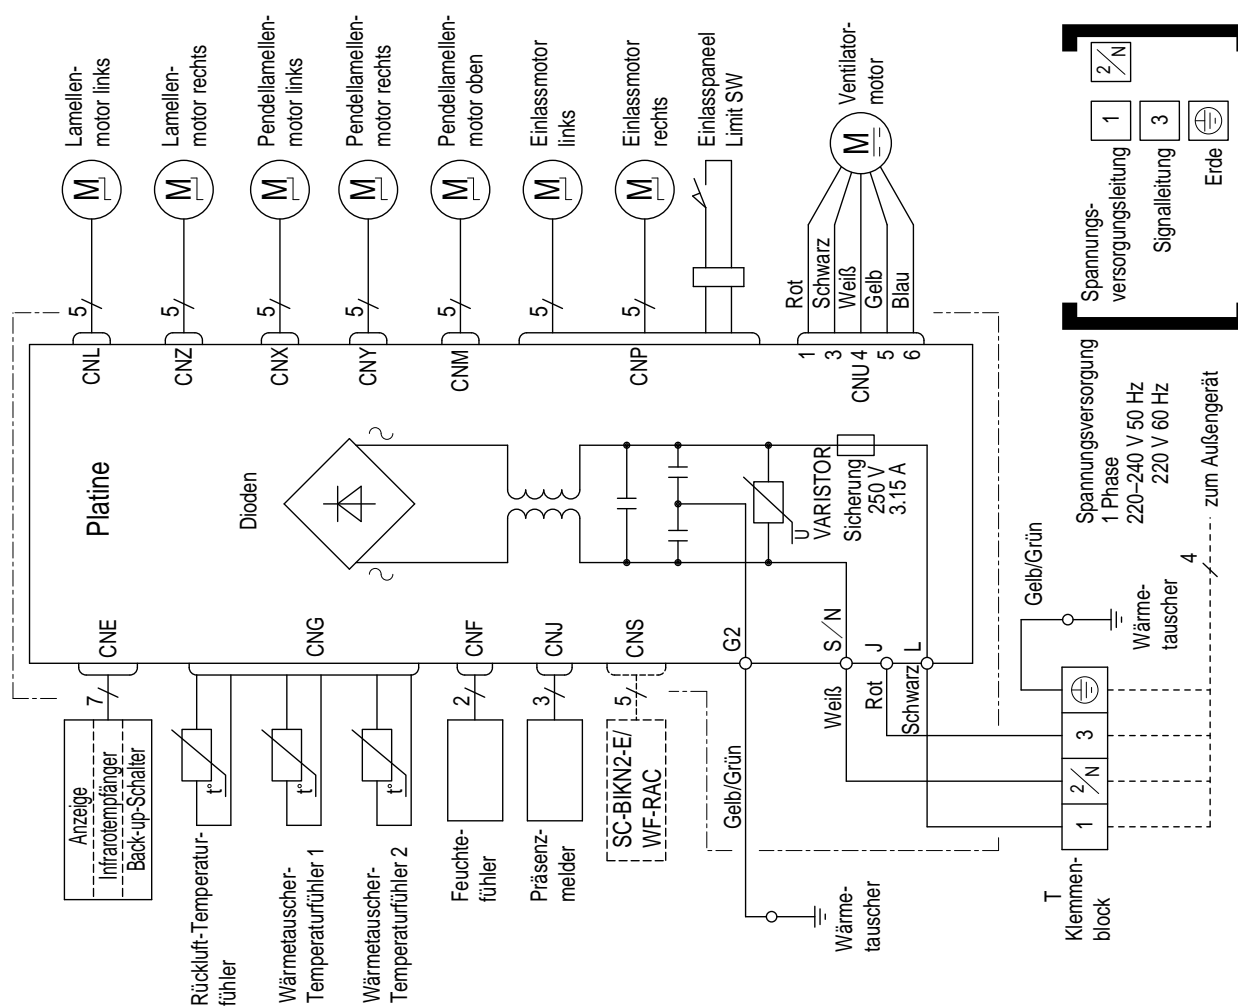 Lamellen-
motor links
Lamellen-
motor rechts
Pendellamellen-
motor links
Pendellamellen-
motor rechts
Pendellamellen-
motor oben
Einlassmotor
links
Einlassmotor
rechts
Einlasspaneel
Limit SW
Ventilator-
motor
M
M
M
M
M
M
M
M
5
5
5
5
5
5
5
Rot
Schwarz
Weiß
Gelb
Blau
CNL
CNZ
CNX
CNY
CNM
CNP
CNU
1
3
4
5
6
Platine
Dioden
VARISTOR
U
Sicherung
250 V
3.15 A
CNE
CNG
CNF
CNJ
CNS
G2
S/N
J
L
7
2
3
5
Weiß
Rot
Schwarz
Gelb/Grün
Anzeige
Infrarotempfänger
Back-up-Schalter
t°
t°
t°
Rückluft-Temperatur-
fühler
Wärmetauscher-
Temperaturfühler 1
Wärmetauscher-
Temperaturfühler 2
Feuchte-
fühler
Präsenz-
melder
SC-BIKN2-E/
WF-RAC
Wärme-
tauscher
T
Klemmen-
block
1
2/N
3
Gelb/Grün
Wärme-
tauscher
4
zum Außengerät
Spannungsversorgung
1 Phase
220–240 V 50 Hz
220 V 60 Hz
Spannungs-
versorgungsleitung
1
2/N
Signalleitung
3
Erde